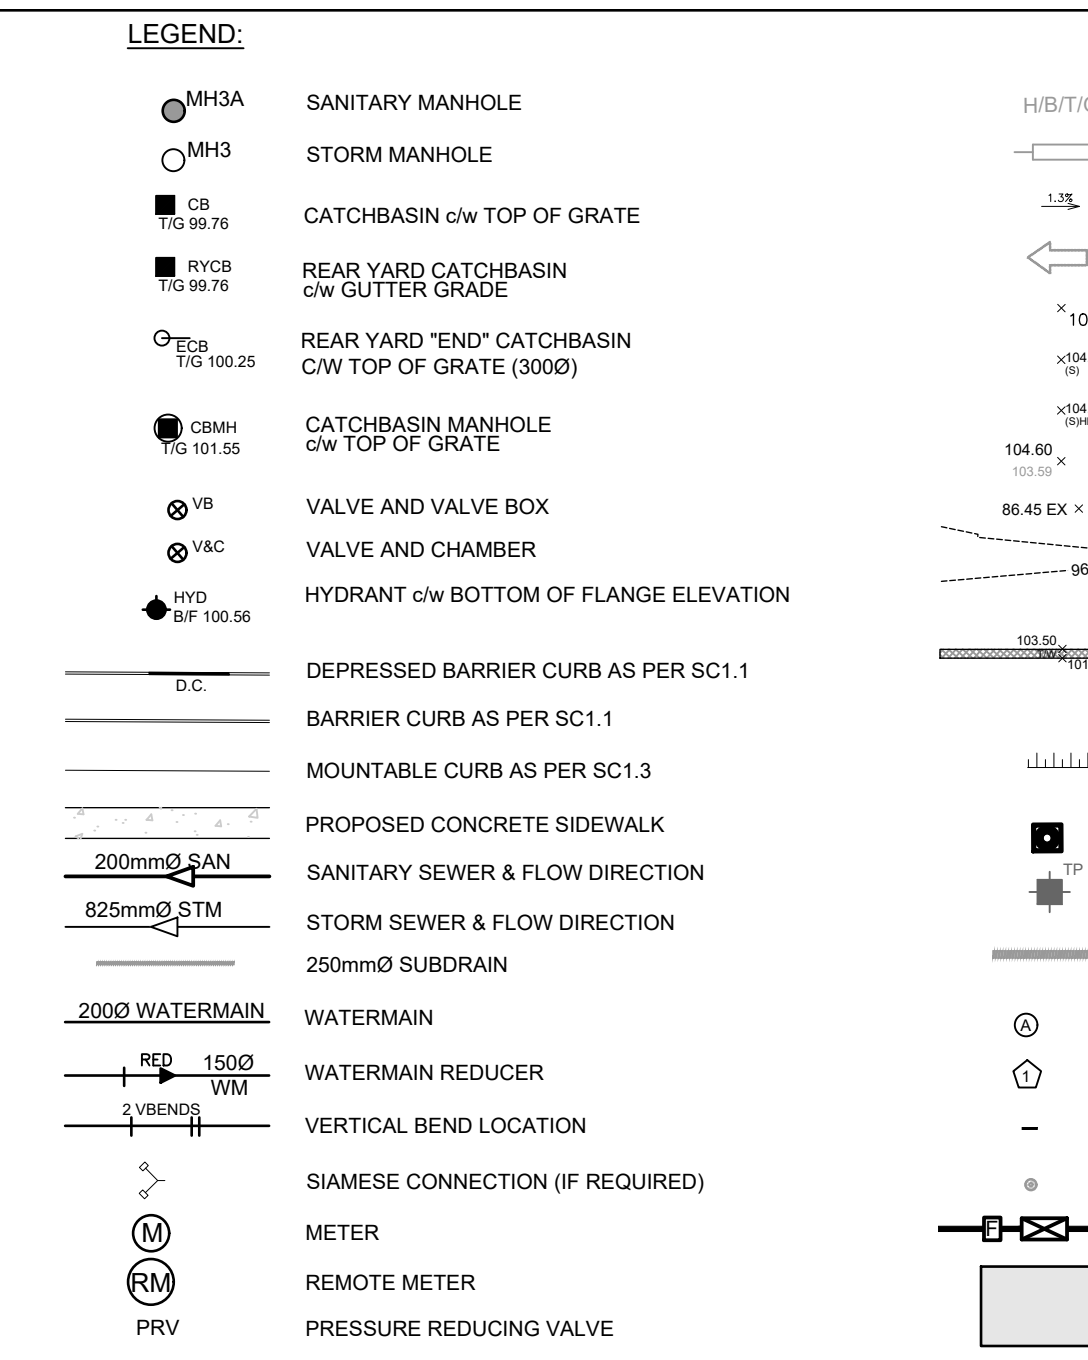 LEGEND:
MH3A
SANITARY MANHOLE
MH3
STORM MANHOLE
CB
T/G 99.76
CATCHBASIN c/w TOP OF GRATE
RYCB
T/G 99.76
REAR YARD CATCHBASIN
c/w GUTTER GRADE
ECB
T/G 100.25
REAR YARD "END" CATCHBASIN
C/W TOP OF GRATE (300Ø)
CBMH
T/G 101.55
CATCHBASIN MANHOLE
c/w TOP OF GRATE
VB
VALVE AND VALVE BOX
V&C
VALVE AND CHAMBER
HYD
B/F 100.56
HYDRANT c/w BOTTOM OF FLANGE ELEVATION
D.C.
DEPRESSED BARRIER CURB AS PER SC1.1
BARRIER CURB AS PER SC1.1
MOUNTABLE CURB AS PER SC1.3
PROPOSED CONCRETE SIDEWALK
200mmØ SAN
SANITARY SEWER & FLOW DIRECTION
825mmØ STM
STORM SEWER & FLOW DIRECTION
250mmØ SUBDRAIN
200Ø WATERMAIN
WATERMAIN
RED 150Ø
WM
WATERMAIN REDUCER
2 VBENDS
VERTICAL BEND LOCATION
SIAMESE CONNECTION (IF REQUIRED)
M
METER
RM
REMOTE METER
PRV
PRESSURE REDUCING VALVE
H/B/T/
1.3%
10
104
(S)
104
(S)H
104.60
103.59
86.45 EX
96
103.50
T/W
101
TP
A
1
F